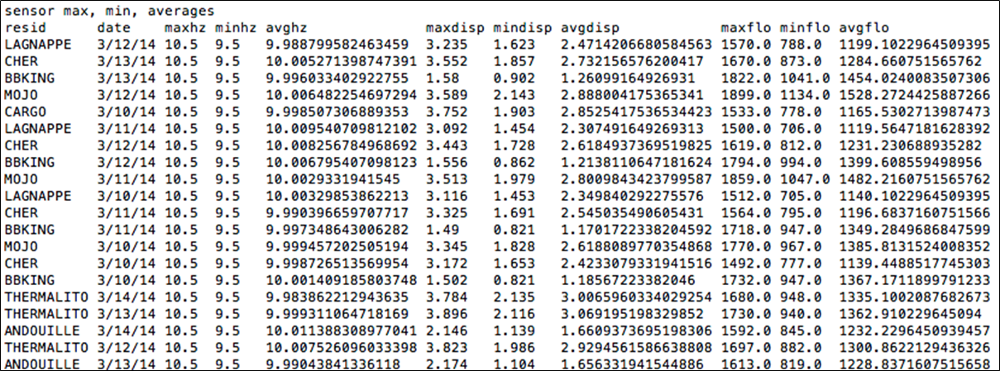 sensor max, min, averages
resid date maxhz minhz avghz maxdisp mindisp avgdisp maxflo minflo avgflo
LAGNAPPE 3/12/14 10.5 9.5 9.988799582463459 3.235 1.623 2.4714206680584563 1570.0 788.0 1199.1022964509395
CHER 3/13/14 10.5 9.5 10.005271398747391 3.552 1.857 2.732156576200417 1670.0 873.0 1284.660751565762
BBKING 3/13/14 10.5 9.5 9.996033402922755 1.58 0.902 1.26099164926931 1822.0 1041.0 1454.0240083507306
MOJO 3/12/14 10.5 9.5 10.006482254697294 3.589 2.143 2.888004175365341 1899.0 1134.0 1528.2724425887266
CARGO 3/10/14 10.5 9.5 9.998507306889353 3.752 1.903 2.8525417536534423 1533.0 778.0 1165.5302713987473
LAGNAPPE 3/11/14 10.5 9.5 10.009540709812102 3.092 1.454 2.307491649269313 1500.0 706.0 1119.5647181628392
CHER 3/12/14 10.5 9.5 10.008256784968692 3.443 1.728 2.6184937369519825 1619.0 812.0 1231.230688935282
BBKING 3/12/14 10.5 9.5 10.006795407098123 1.556 0.862 1.2138110647181624 1794.0 994.0 1399.608559498956
MOJO 3/11/14 10.5 9.5 10.0029331941545 3.513 1.979 2.8009843423799587 1859.0 1047.0 1482.2160751565762
LAGNAPPE 3/10/14 10.5 9.5 10.00329853862213 3.116 1.453 2.349840292275576 1512.0 705.0 1140.1022964509395
CHER 3/11/14 10.5 9.5 9.990396659707717 3.325 1.691 2.545035490605431 1564.0 795.0 1196.6837160751566
BBKING 3/11/14 10.5 9.5 9.997348643006282 1.49 0.821 1.1701722338204592 1718.0 947.0 1349.2849686847599
MOJO 3/10/14 10.5 9.5 9.999457202505194 3.345 1.828 2.6188089770354868 1770.0 967.0 1385.8131524008352
CHER 3/10/14 10.5 9.5 9.998726513569954 3.172 1.653 2.4233079331941516 1492.0 777.0 1139.4488517745303
BBKING 3/10/14 10.5 9.5 10.001409185803748 1.502 0.821 1.18567223382046 1732.0 947.0 1367.1711899791233
THERMALITO 3/14/14 10.5 9.5 9.983862212943635 3.784 2.135 3.0065960334029254 1680.0 948.0 1335.1002087682673
THERMALITO 3/13/14 10.5 9.5 9.999311064718169 3.896 2.116 3.069195198329852 1730.0 940.0 1362.910229645094
ANDOUILLE 3/14/14 10.5 9.5 10.011388308977041 2.146 1.139 1.6609373695198306 1592.0 845.0 1232.2296450939457
THERMALITO 3/12/14 10.5 9.5 10.007526096033398 3.823 1.986 2.9294561586638808 1697.0 882.0 1300.86221129436326
ANDOUILLE 3/13/14 10.5 9.5 9.99043841336118 2.174 1.104 1.656331941544886 1613.0 819.0 1228.8371607515658